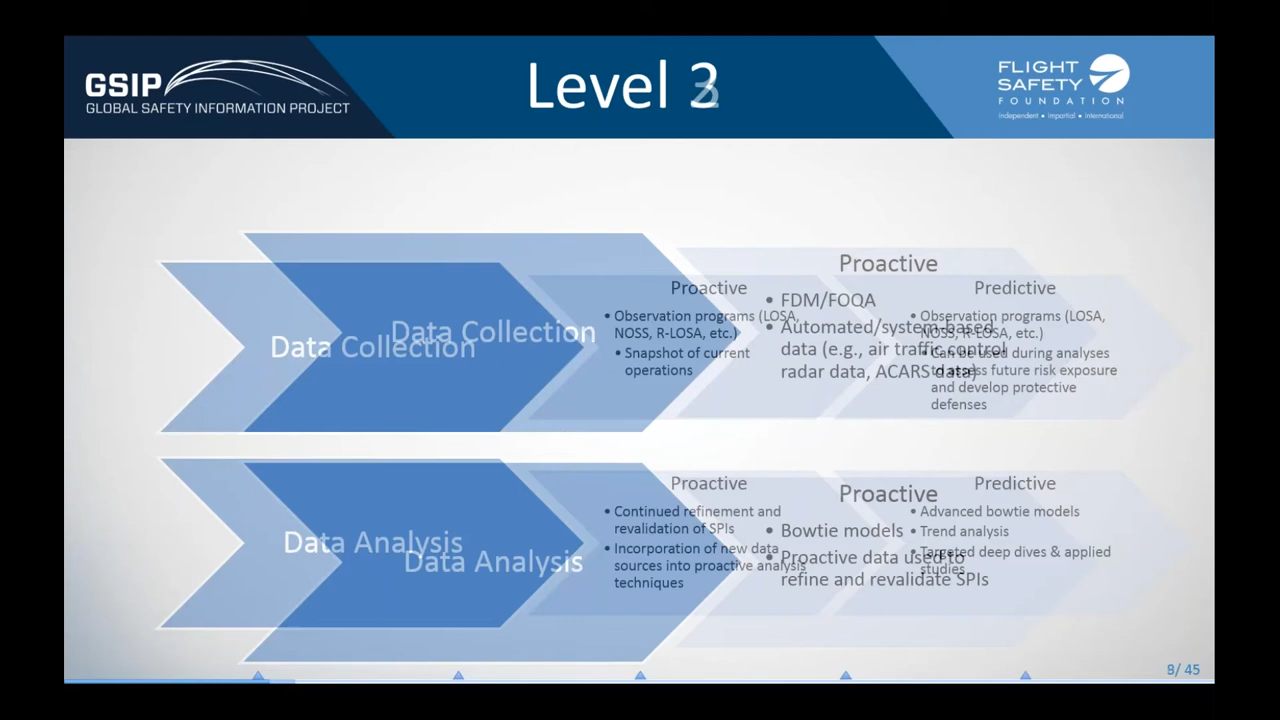 GSIP
GLOBAL SAFETY INFORMATION PROJECT
Level 3
FLIGHT
SAFETY
FOUNDATION
independent • impartial • international
Data Collection
Data Collection
Proactive
• Observation programs (LOSA,
NOSS, R-LOSA, etc.)
• Snapshot of current
operations
Proactive
• FDM/FOQA
• Automated/system-based
data (e.g., air traffic control
radar data, ACARS data)
Predictive
• Observation programs (LOSA,
NOSS, R-LOSA, etc.)
• Can be used during analyses
to assess future risk exposure
and develop protective
defenses
Data Analysis
Data Analysis
Proactive
• Continued refinement and
revalidation of SPIs
• Incorporation of new data
sources into proactive analysis
techniques
Proactive
• Bowtie models
• Proactive data used to
refine and revalidate SPIs
Predictive
• Advanced bowtie models
• Trend analysis
• Targeted deep dives & applied
studies
/ 45